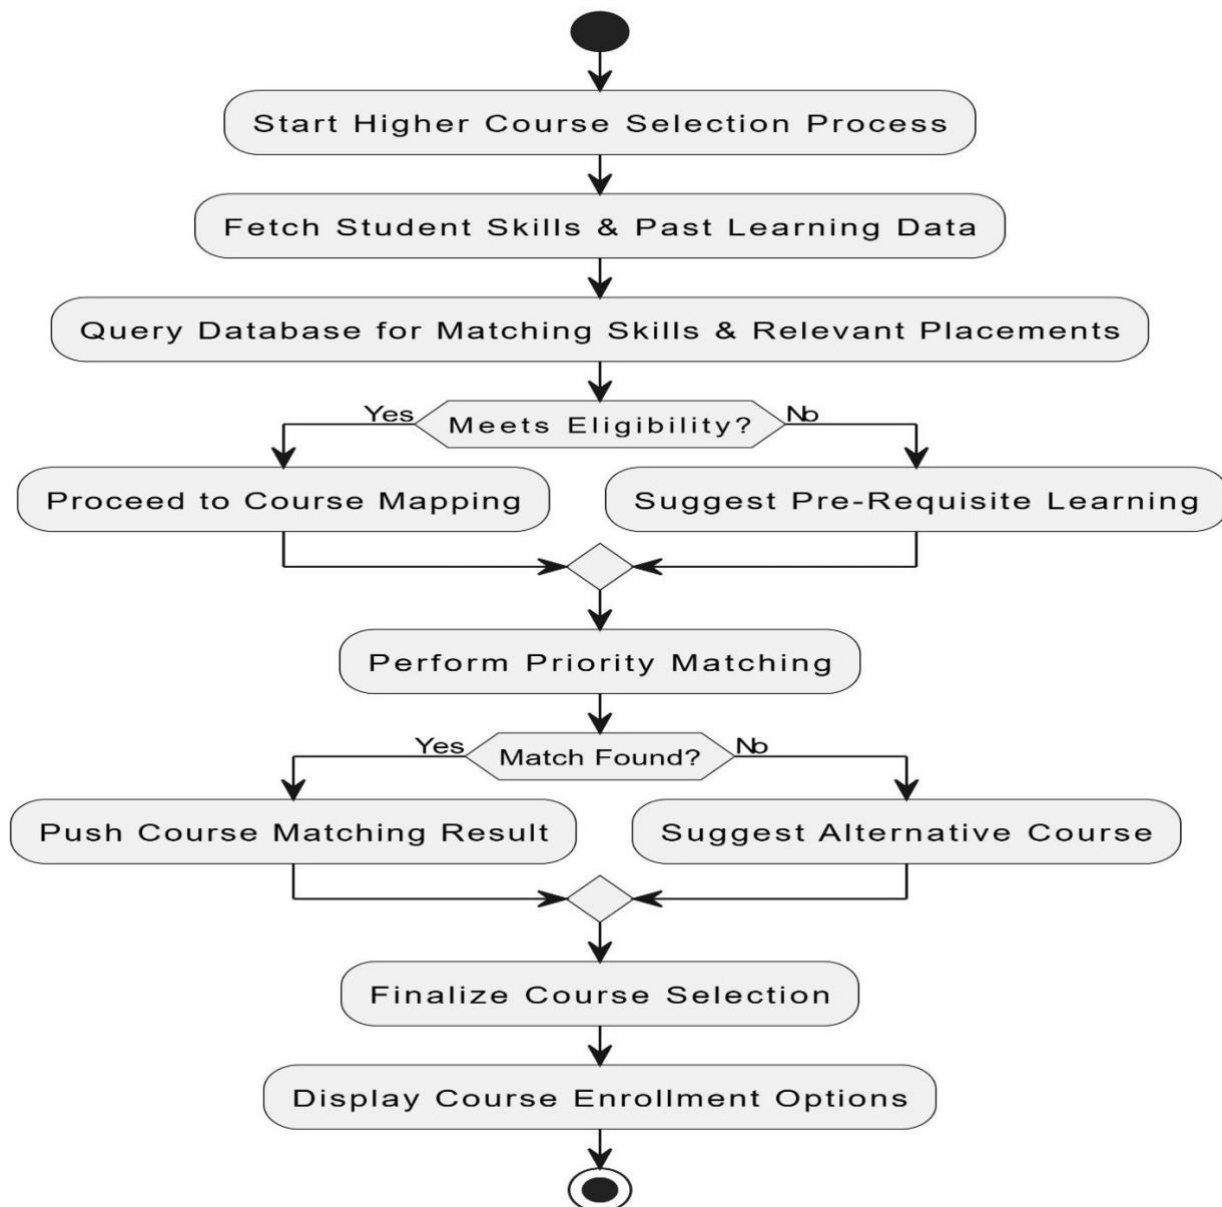 Start Higher Course Selection Process
Fetch Student Skills & Past Learning Data
Query Database for Matching Skills & Relevant Placements
Yes
Meets Eligibility?
No
Proceed to Course Mapping
Suggest Pre-Requisite Learning
Perform Priority Matching
Yes
Match Found?
No
Push Course Matching Result
Suggest Alternative Course
Finalize Course Selection
Display Course Enrollment Options